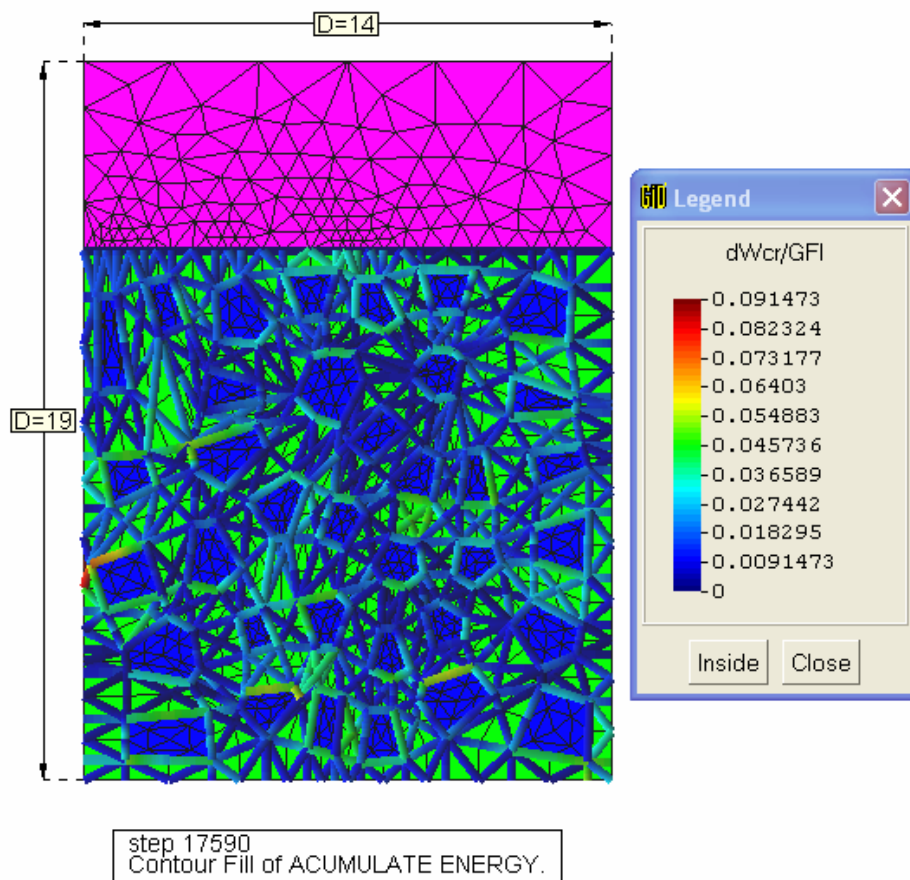 D=14
D=19
GiD Legend
dWcr/GFI
0.091473
0.082324
0.073177
0.06403
0.054883
0.045736
0.036589
0.027442
0.018295
0.0091473
0
Inside Close
step 17590
Contour Fill of ACUMULATE ENERGY.